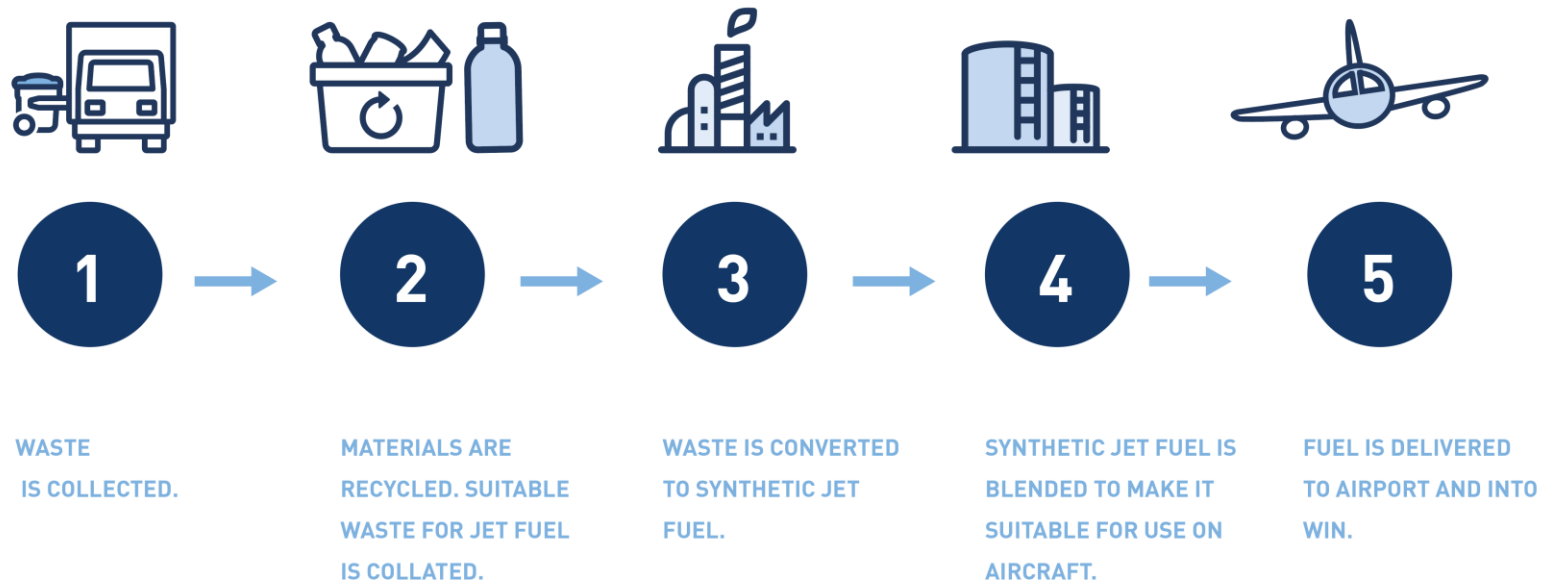 1
2
3
4
5
WASTE
IS COLLECTED.
MATERIALS ARE
RECYCLED. SUITABLE
WASTE FOR JET FUEL
IS COLLATED.
WASTE IS CONVERTED
TO SYNTHETIC JET
FUEL.
SYNTHETIC JET FUEL IS
BLENDED TO MAKE IT
SUITABLE FOR USE ON
AIRCRAFT.
FUEL IS DELIVERED
TO AIRPORT AND INTO
WIN.